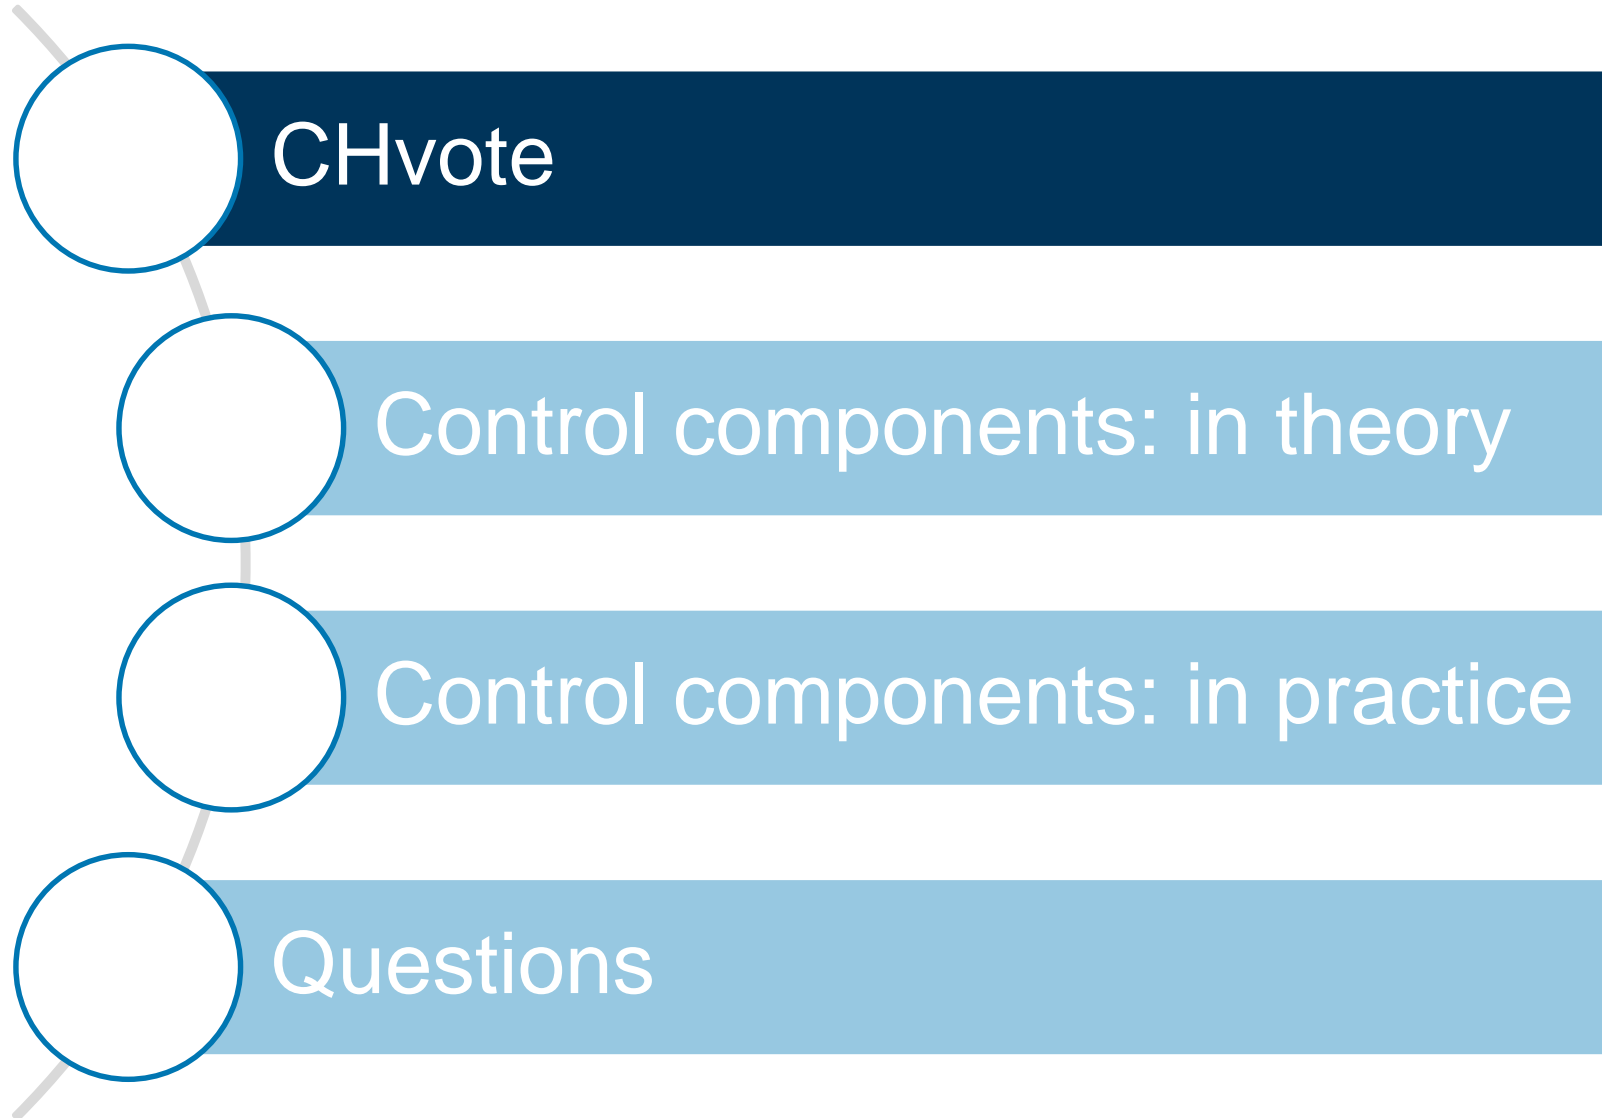 CHvote
Control components: in theory
Control components: in practice
Questions